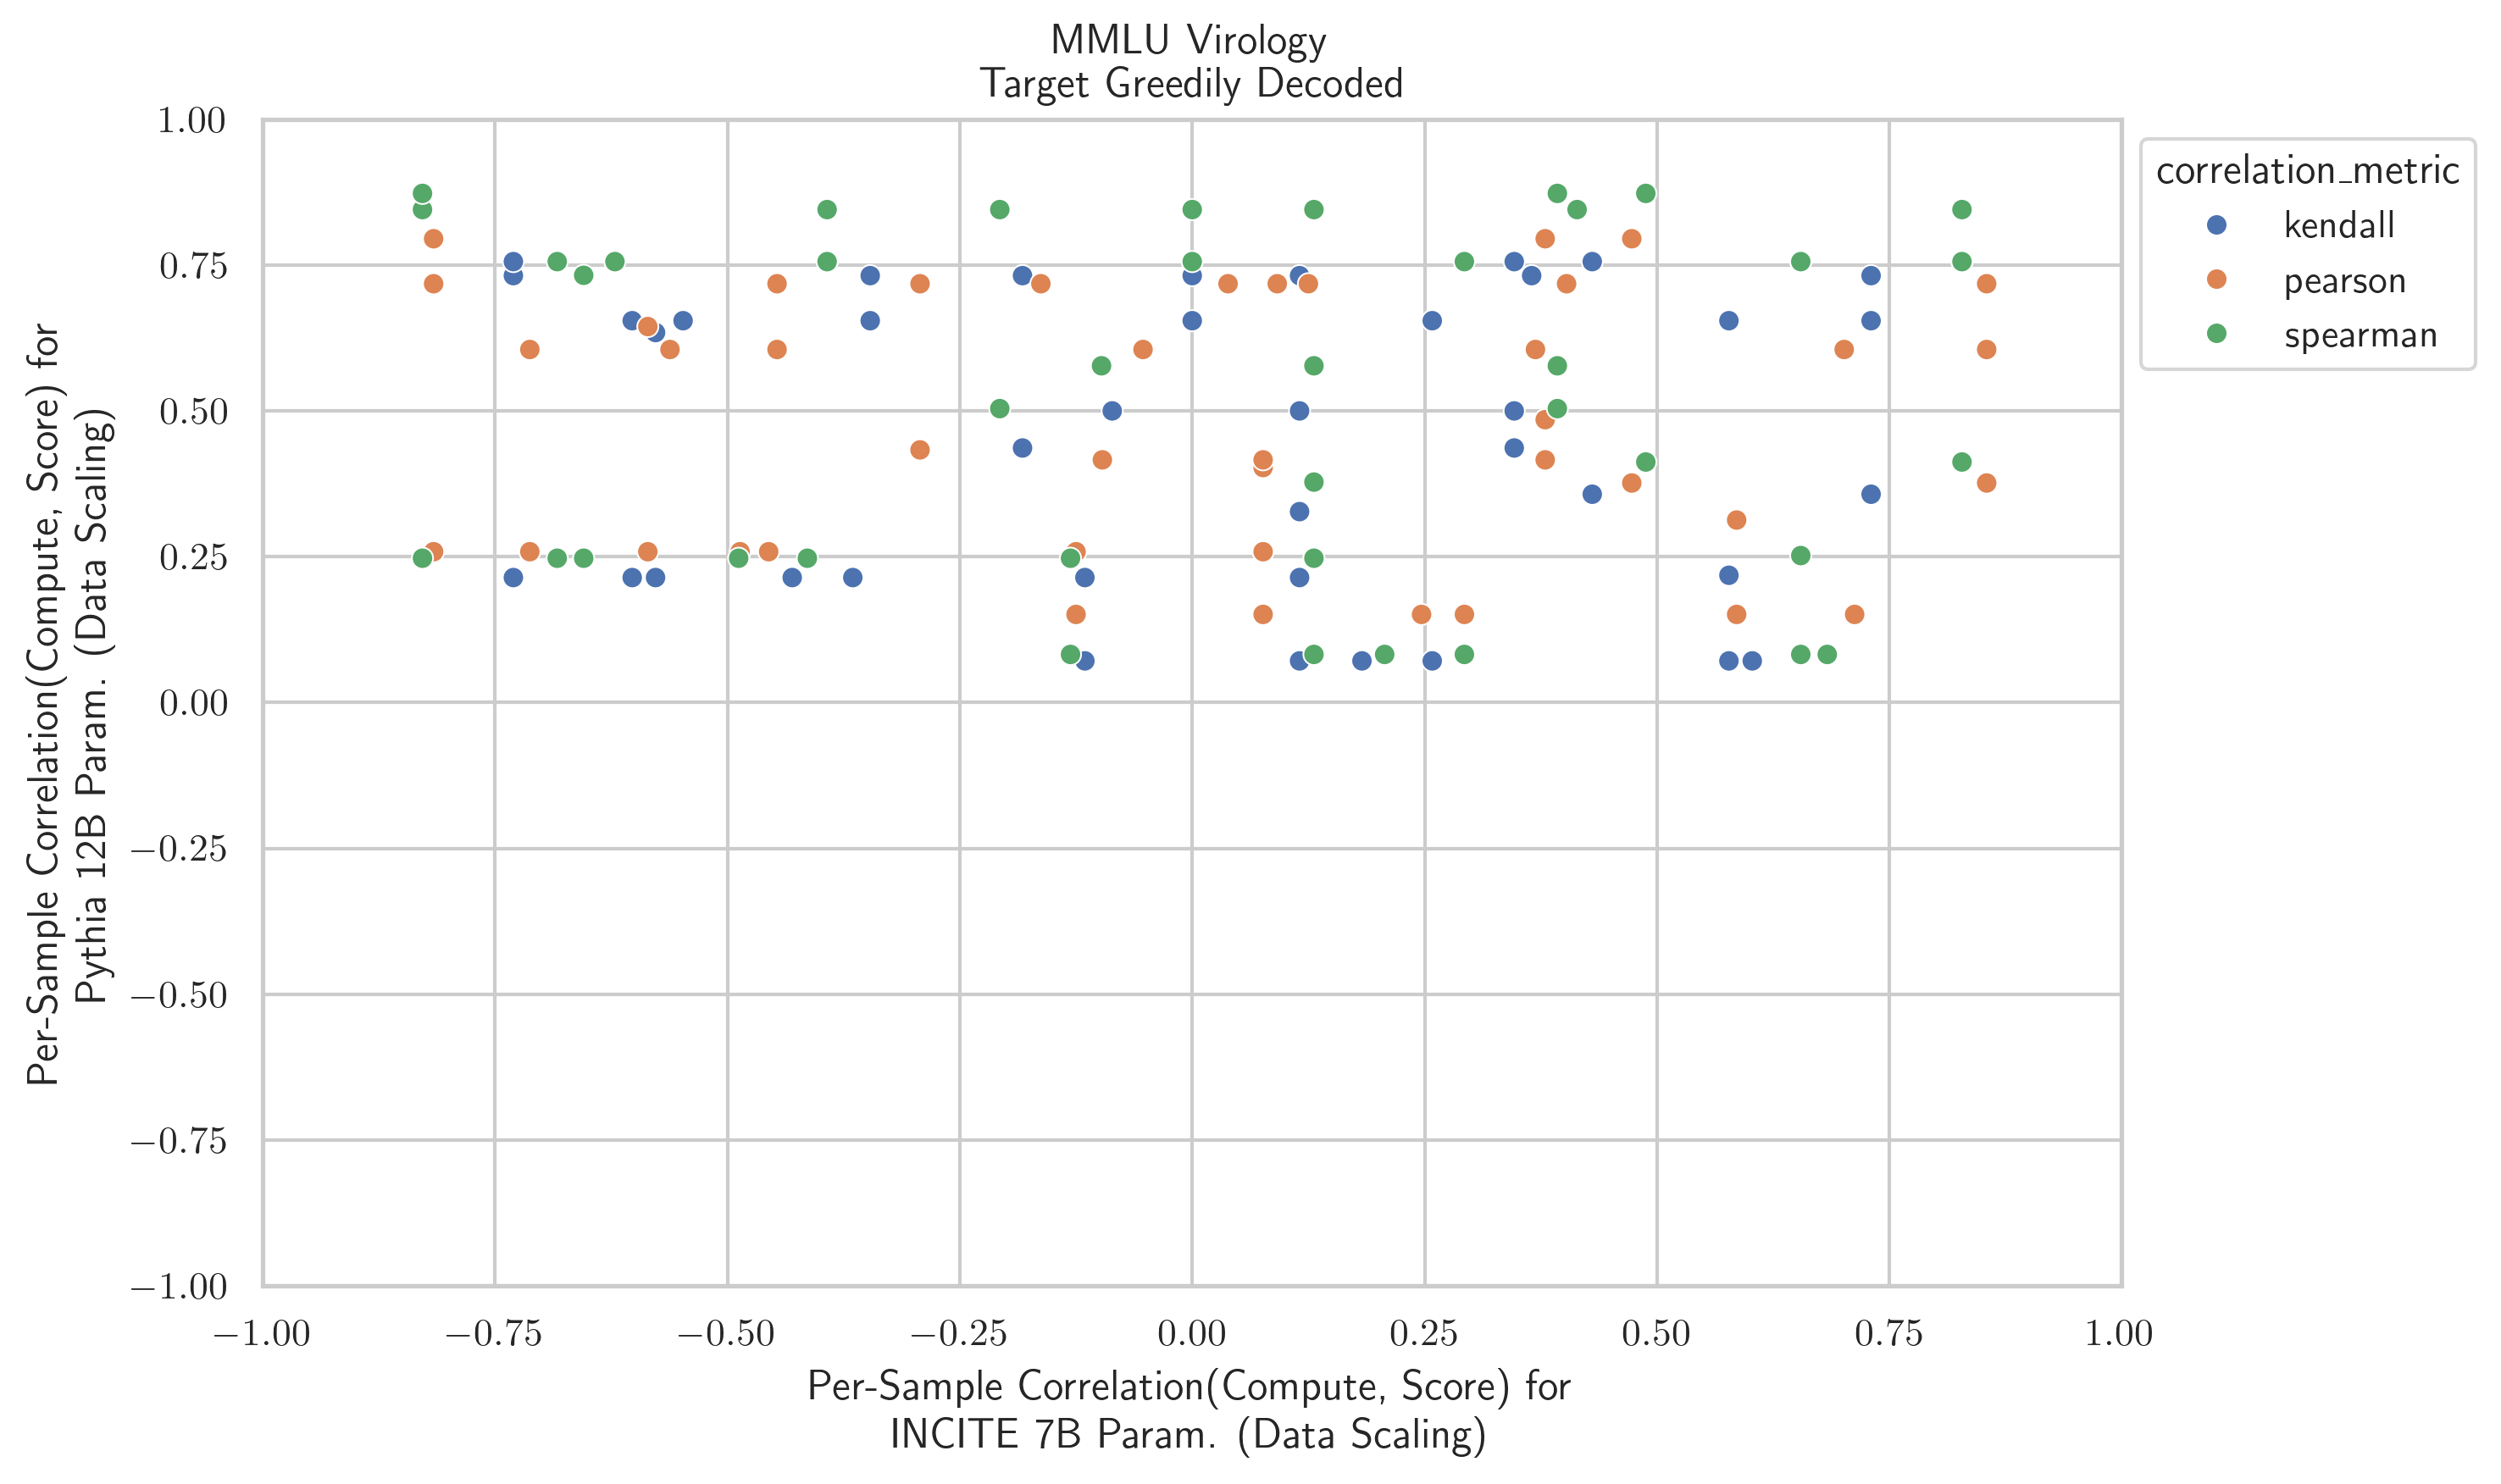 MMLU Virology
Target Greedily Decoded
1.00
0.75
0.50
0.25
0.00
−0.25
−0.50
−0.75
−1.00
Per-Sample Correlation(Compute, Score) for
Pythia 12B Param. (Data Scaling)
correlation_metric
kendall
pearson
spearman
−1.00
−0.75
−0.50
−0.25
0.00
0.25
0.50
0.75
1.00
Per-Sample Correlation(Compute, Score) for
INCITE 7B Param. (Data Scaling)